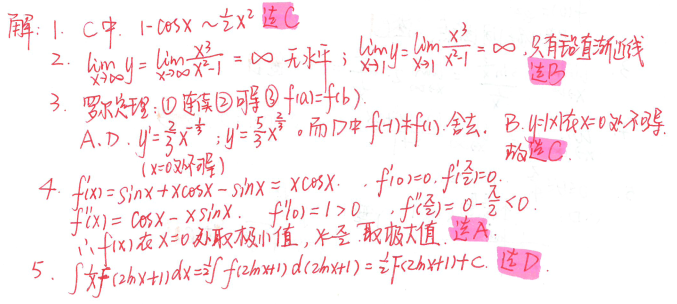 解: 1. C中. 1-cosx ~ ½x² 选C
2. lim_{x→∞} y = lim_{x→∞} x³/(x²-1) = ∞ 无水平; lim_{x→1} y = lim_{x→1} x³/(x²-1) = ∞, 只有铅直渐近线
选B
3. 罗尔定理: ① 连续 ② 可导 ③ f(a)=f(b).
A. D. y'=⅔x^{-1/3}; y'=5/3 x^{2/3}。而D中f(-1)≠f(1).舍去. B. y=|x|在x=0处不可导.
(x=0处不可导) 故选C.
4. f'(x)=sinx+xcosx-sinx = xcosx. , f'(0)=0, f'(π/2)=0.
f''(x)= cosx-xsinx. f''(0)=1>0 , f''(π/2)=0-π/2<0.
∴ f(x)在x=0处取极小值, x=π/2 取极大值. 选A.
5. ∫1/x f(2lnx+1)dx=½∫f(2lnx+1)d(2lnx+1)=½F(2lnx+1)+C. 选D.